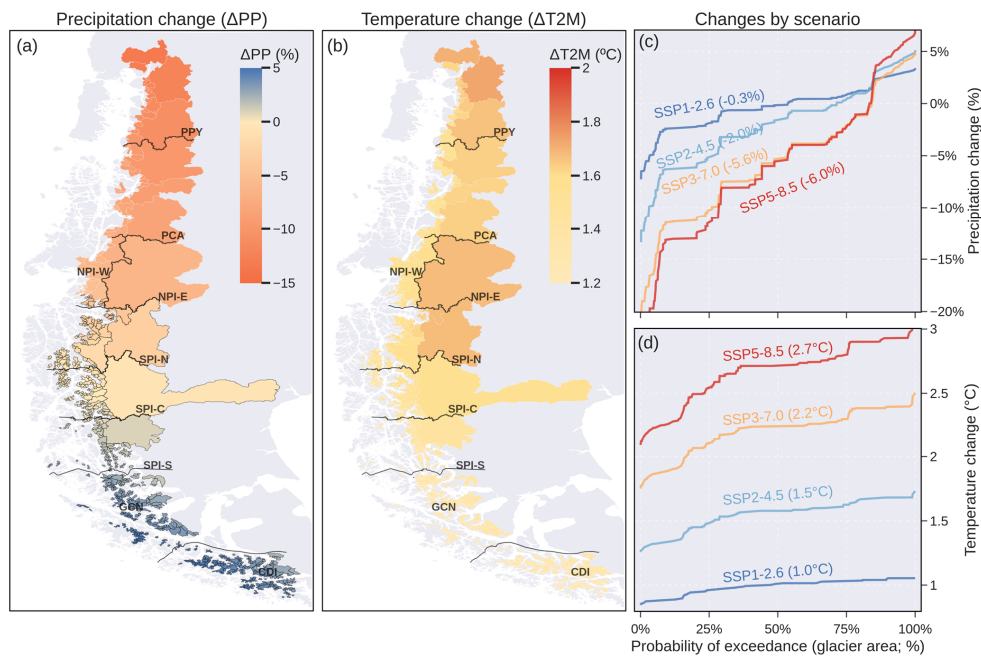 Precipitation change (ΔPP)
(a)
ΔPP (%)
5
0
−5
−10
−15
PPY
PCA
NPI-W
NPI-E
SPI-N
SPI-C
SPI-S
GCN
CDI
Temperature change (ΔT2M)
(b)
ΔT2M (ºC)
2
1.8
1.6
1.4
1.2
PPY
PCA
NPI-W
NPI-E
SPI-N
SPI-C
SPI-S
GCN
CDI
Changes by scenario
(c)
SSP1-2.6 (-0.3%)
SSP2-4.5 (-2.0%)
SSP3-7.0 (-5.6%)
SSP5-8.5 (-6.0%)
5%
0%
−5%
−10%
−15%
−20%
Precipitation change (%)
(d)
SSP5-8.5 (2.7°C)
SSP3-7.0 (2.2°C)
SSP2-4.5 (1.5°C)
SSP1-2.6 (1.0°C)
3
2.5
2
1.5
1
Temperature change (°C)
0%
25%
50%
75%
100%
Probability of exceedance (glacier area; %)